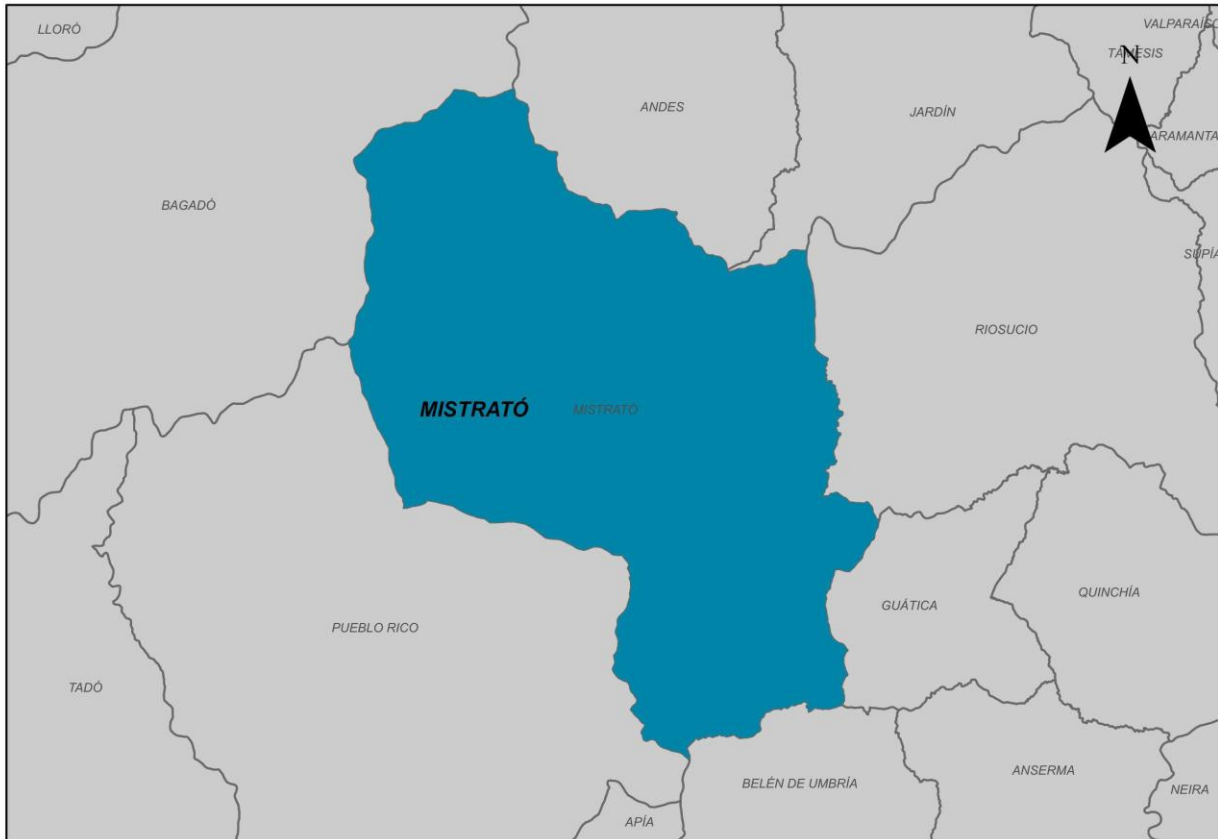 LLORÓ
VALPARAÍSO
TÁMESIS
N
ANDES
JARDÍN
ARAMANTA
BAGADÓ
SUPÍA
RIOSUCIO
MISTRATÓ
MISTRATÓ
QUINCHÍA
GUÁTICA
PUEBLO RICO
TADÓ
ANSERMA
BELÉN DE UMBRÍA
NEIRA
APÍA